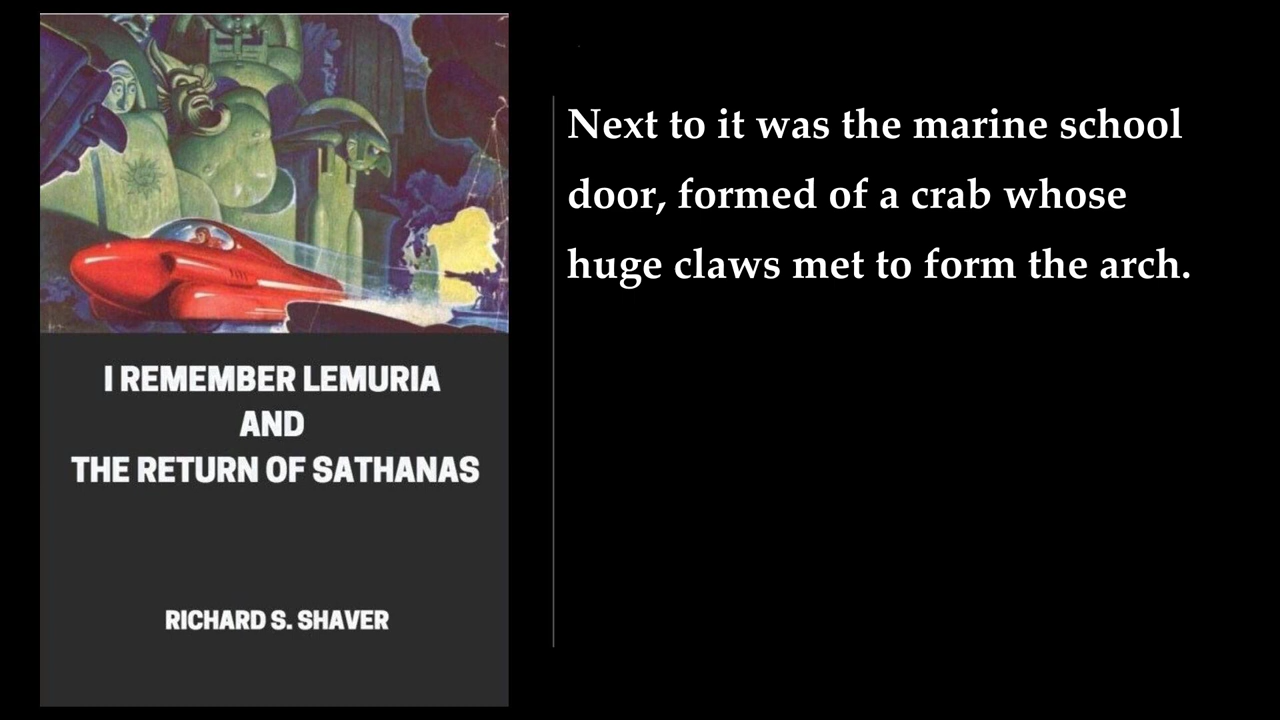 I REMEMBER LEMURIA
AND
THE RETURN OF SATHANAS
RICHARD S. SHAVER
Next to it was the marine school
door, formed of a crab whose
huge claws met to form the arch.